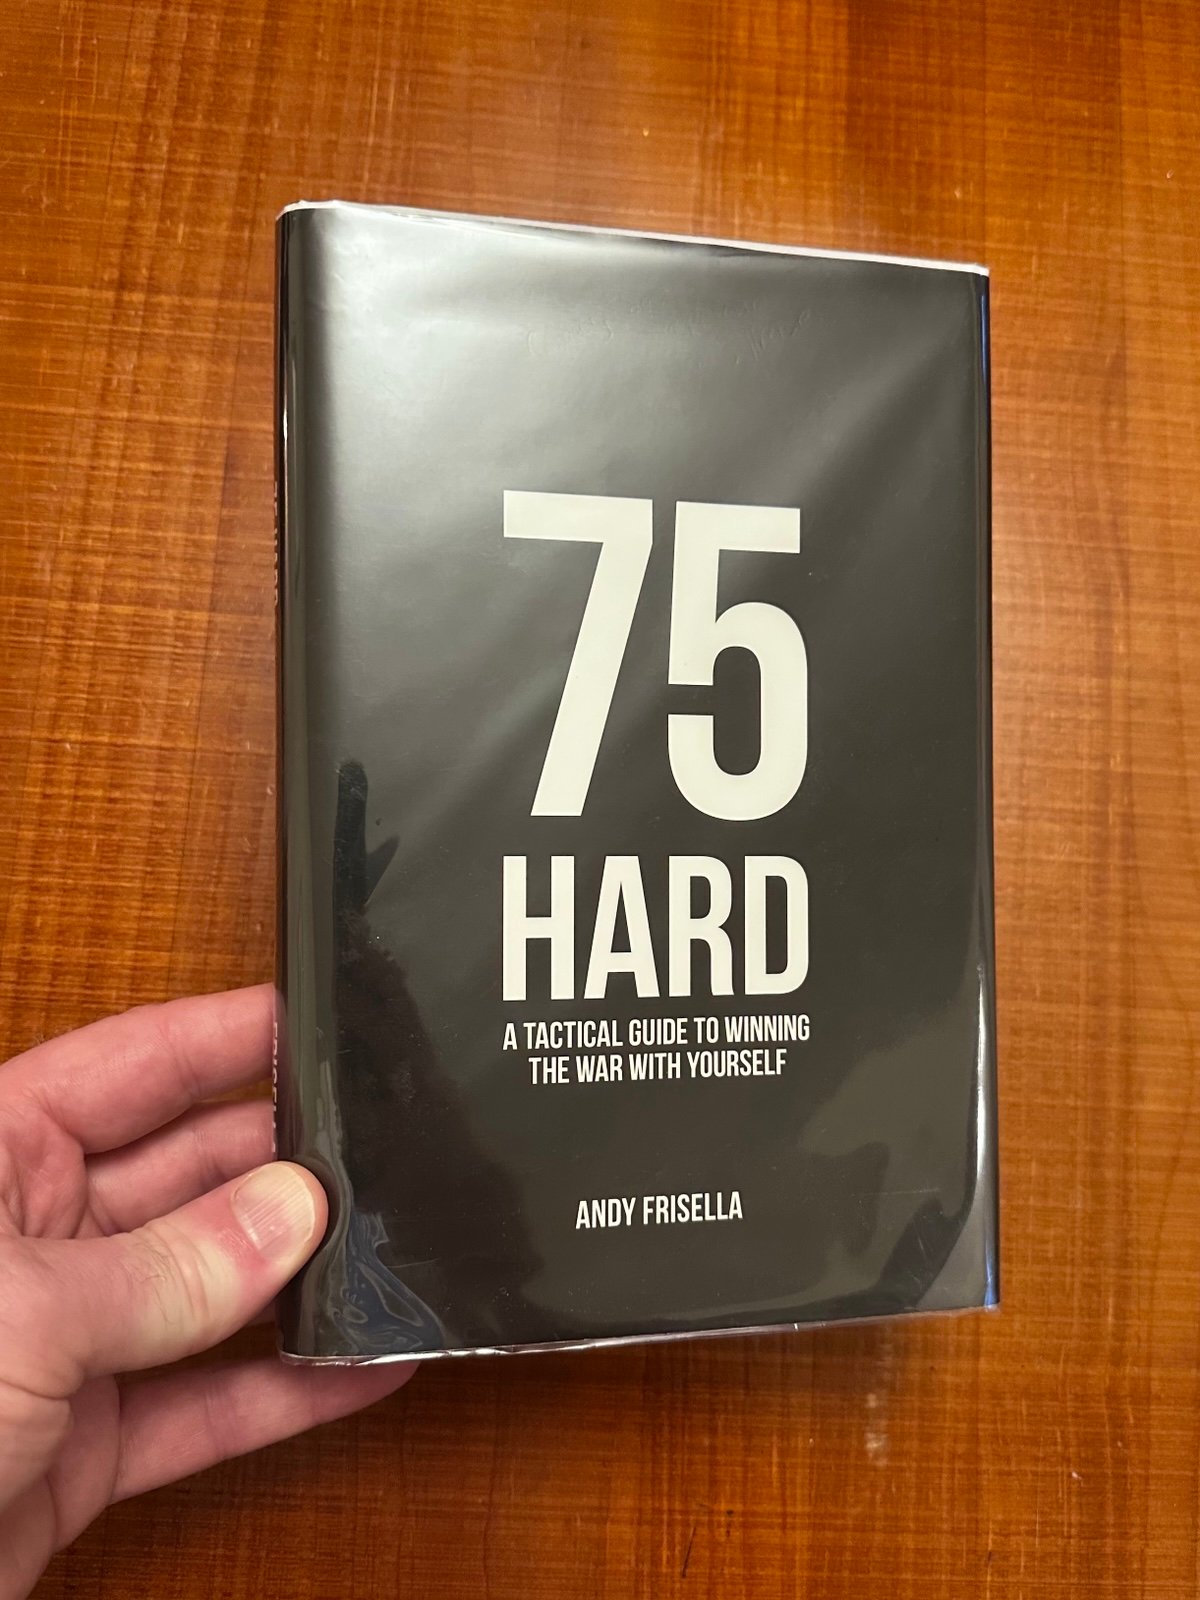 75
HARD
A TACTICAL GUIDE TO WINNING
THE WAR WITH YOURSELF
ANDY FRISELLA